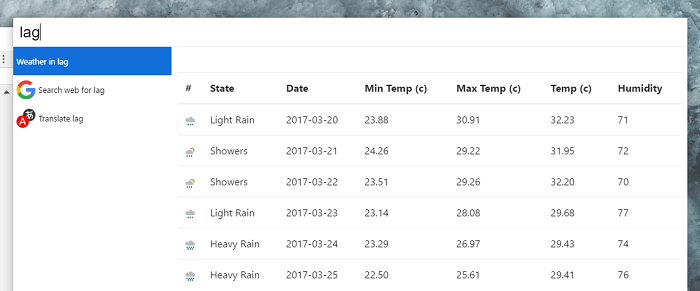 lag
Weather in lag
Search web for lag
Translate lag
# State Date Min Temp (c) Max Temp (c) Temp (c) Humidity
Light Rain 2017-03-20 23.88 30.91 32.23 71
Showers 2017-03-21 24.26 29.22 31.95 72
Showers 2017-03-22 23.51 29.26 32.20 70
Light Rain 2017-03-23 23.14 28.08 29.68 77
Heavy Rain 2017-03-24 23.29 26.97 29.43 74
Heavy Rain 2017-03-25 22.50 25.61 29.41 76